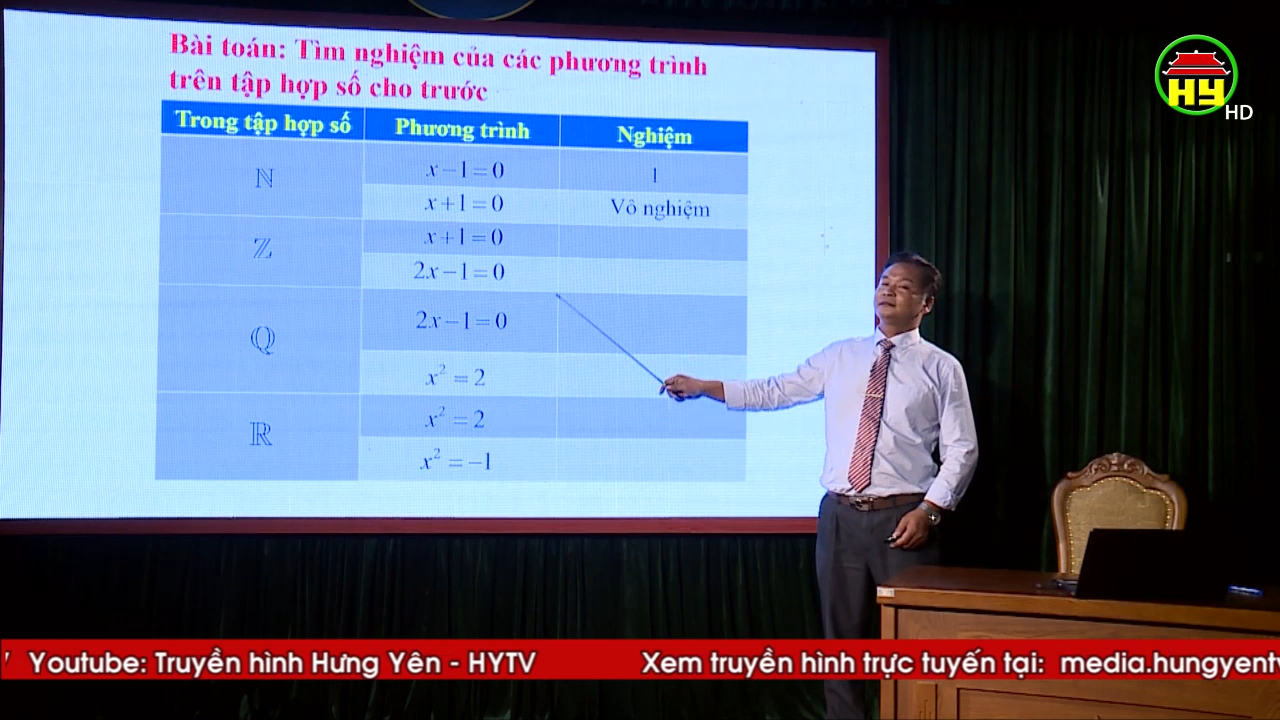 Bài toán: Tìm nghiệm của các phương trình
trên tập hợp số cho trước
Trong tập hợp số Phương trình Nghiệm
ℕ x − 1 = 0 1
x + 1 = 0 Vô nghiệm
ℤ x + 1 = 0
2x − 1 = 0
ℚ 2x − 1 = 0
x² = 2
ℝ x² = 2
x² = −1
HY
HD
Youtube: Truyền hình Hưng Yên - HYTV Xem truyền hình trực tuyến tại: media.hungyentv